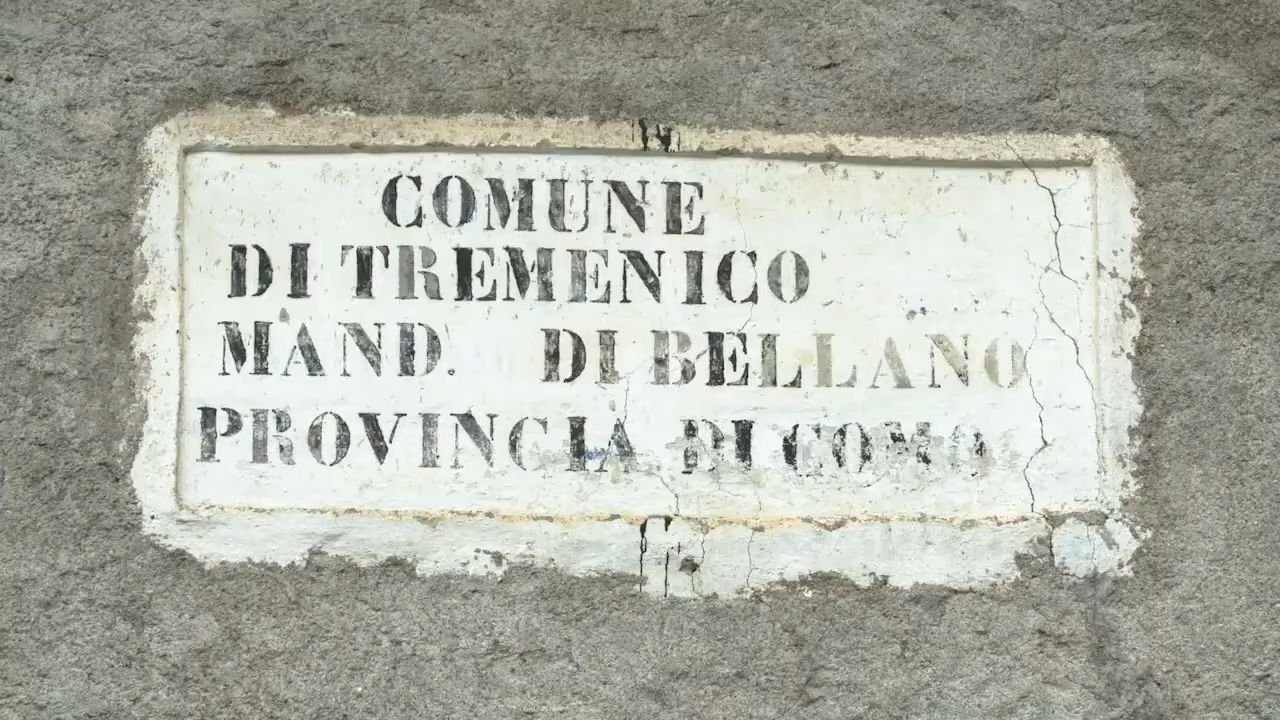 COMUNE
DI TREMENICO
MAND. DI BELLANO
PROVINCIA DI COMO